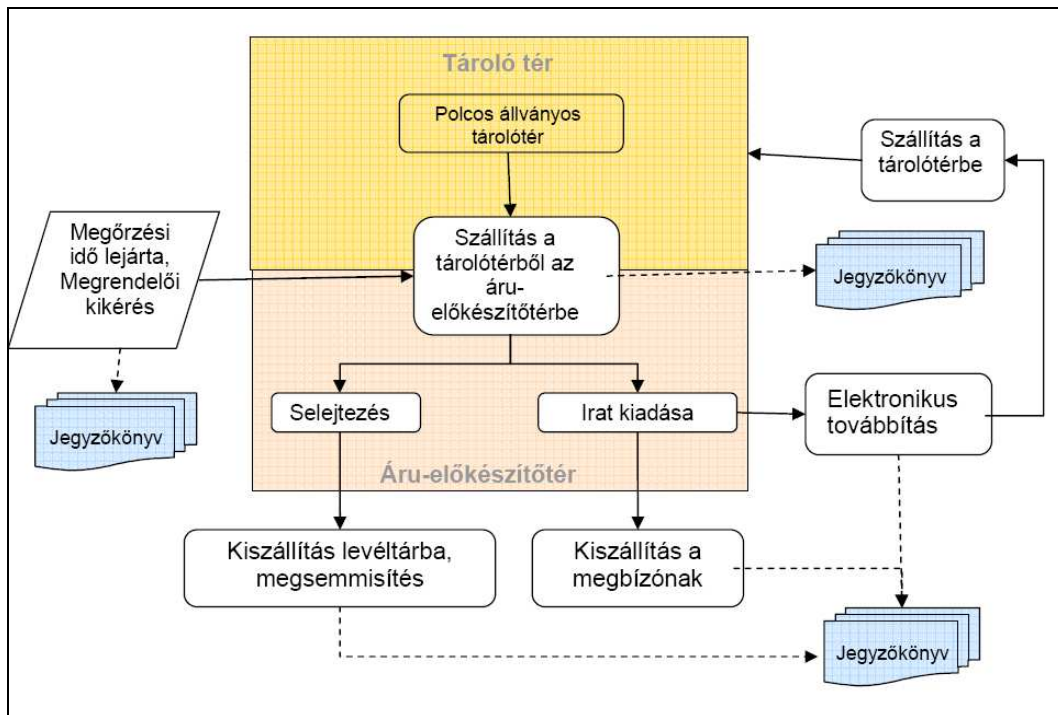 Tároló tér
Polcos állványos
tárolótér
Szállítás a
tárolótérbe
Megőrzési
idő lejárta,
Megrendelői
kikérés
Szállítás a
tárolótérből az
áru-
előkészítőtérbe
Jegyzőkönyv
Jegyzőkönyv
Selejtezés
Irat kiadása
Elektronikus
továbbítás
Áru-előkészítőtér
Kiszállítás levéltárba,
megsemmisítés
Kiszállítás a
megbízónak
Jegyzőkönyv